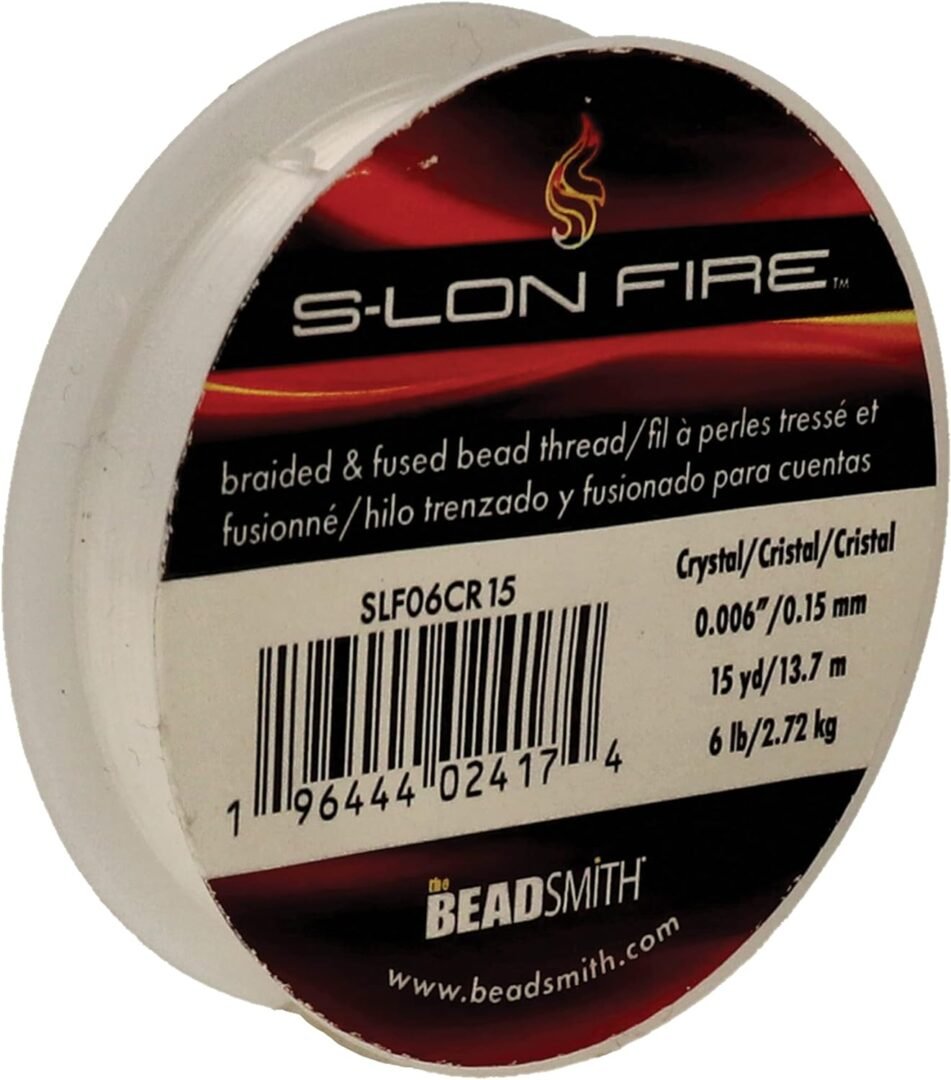 S-LON FIRE™
braided & fused bead thread/fil à perles tressé et
fusionné/hilo trenzado y fusionado para cuentas
SLF06CR15
1 96444 02417 4
Crystal/Cristal/Cristal
0.006"/0.15 mm
15 yd/13.7 m
6 lb/2.72 kg
the
BEADSMITH
www.beadsmith.com